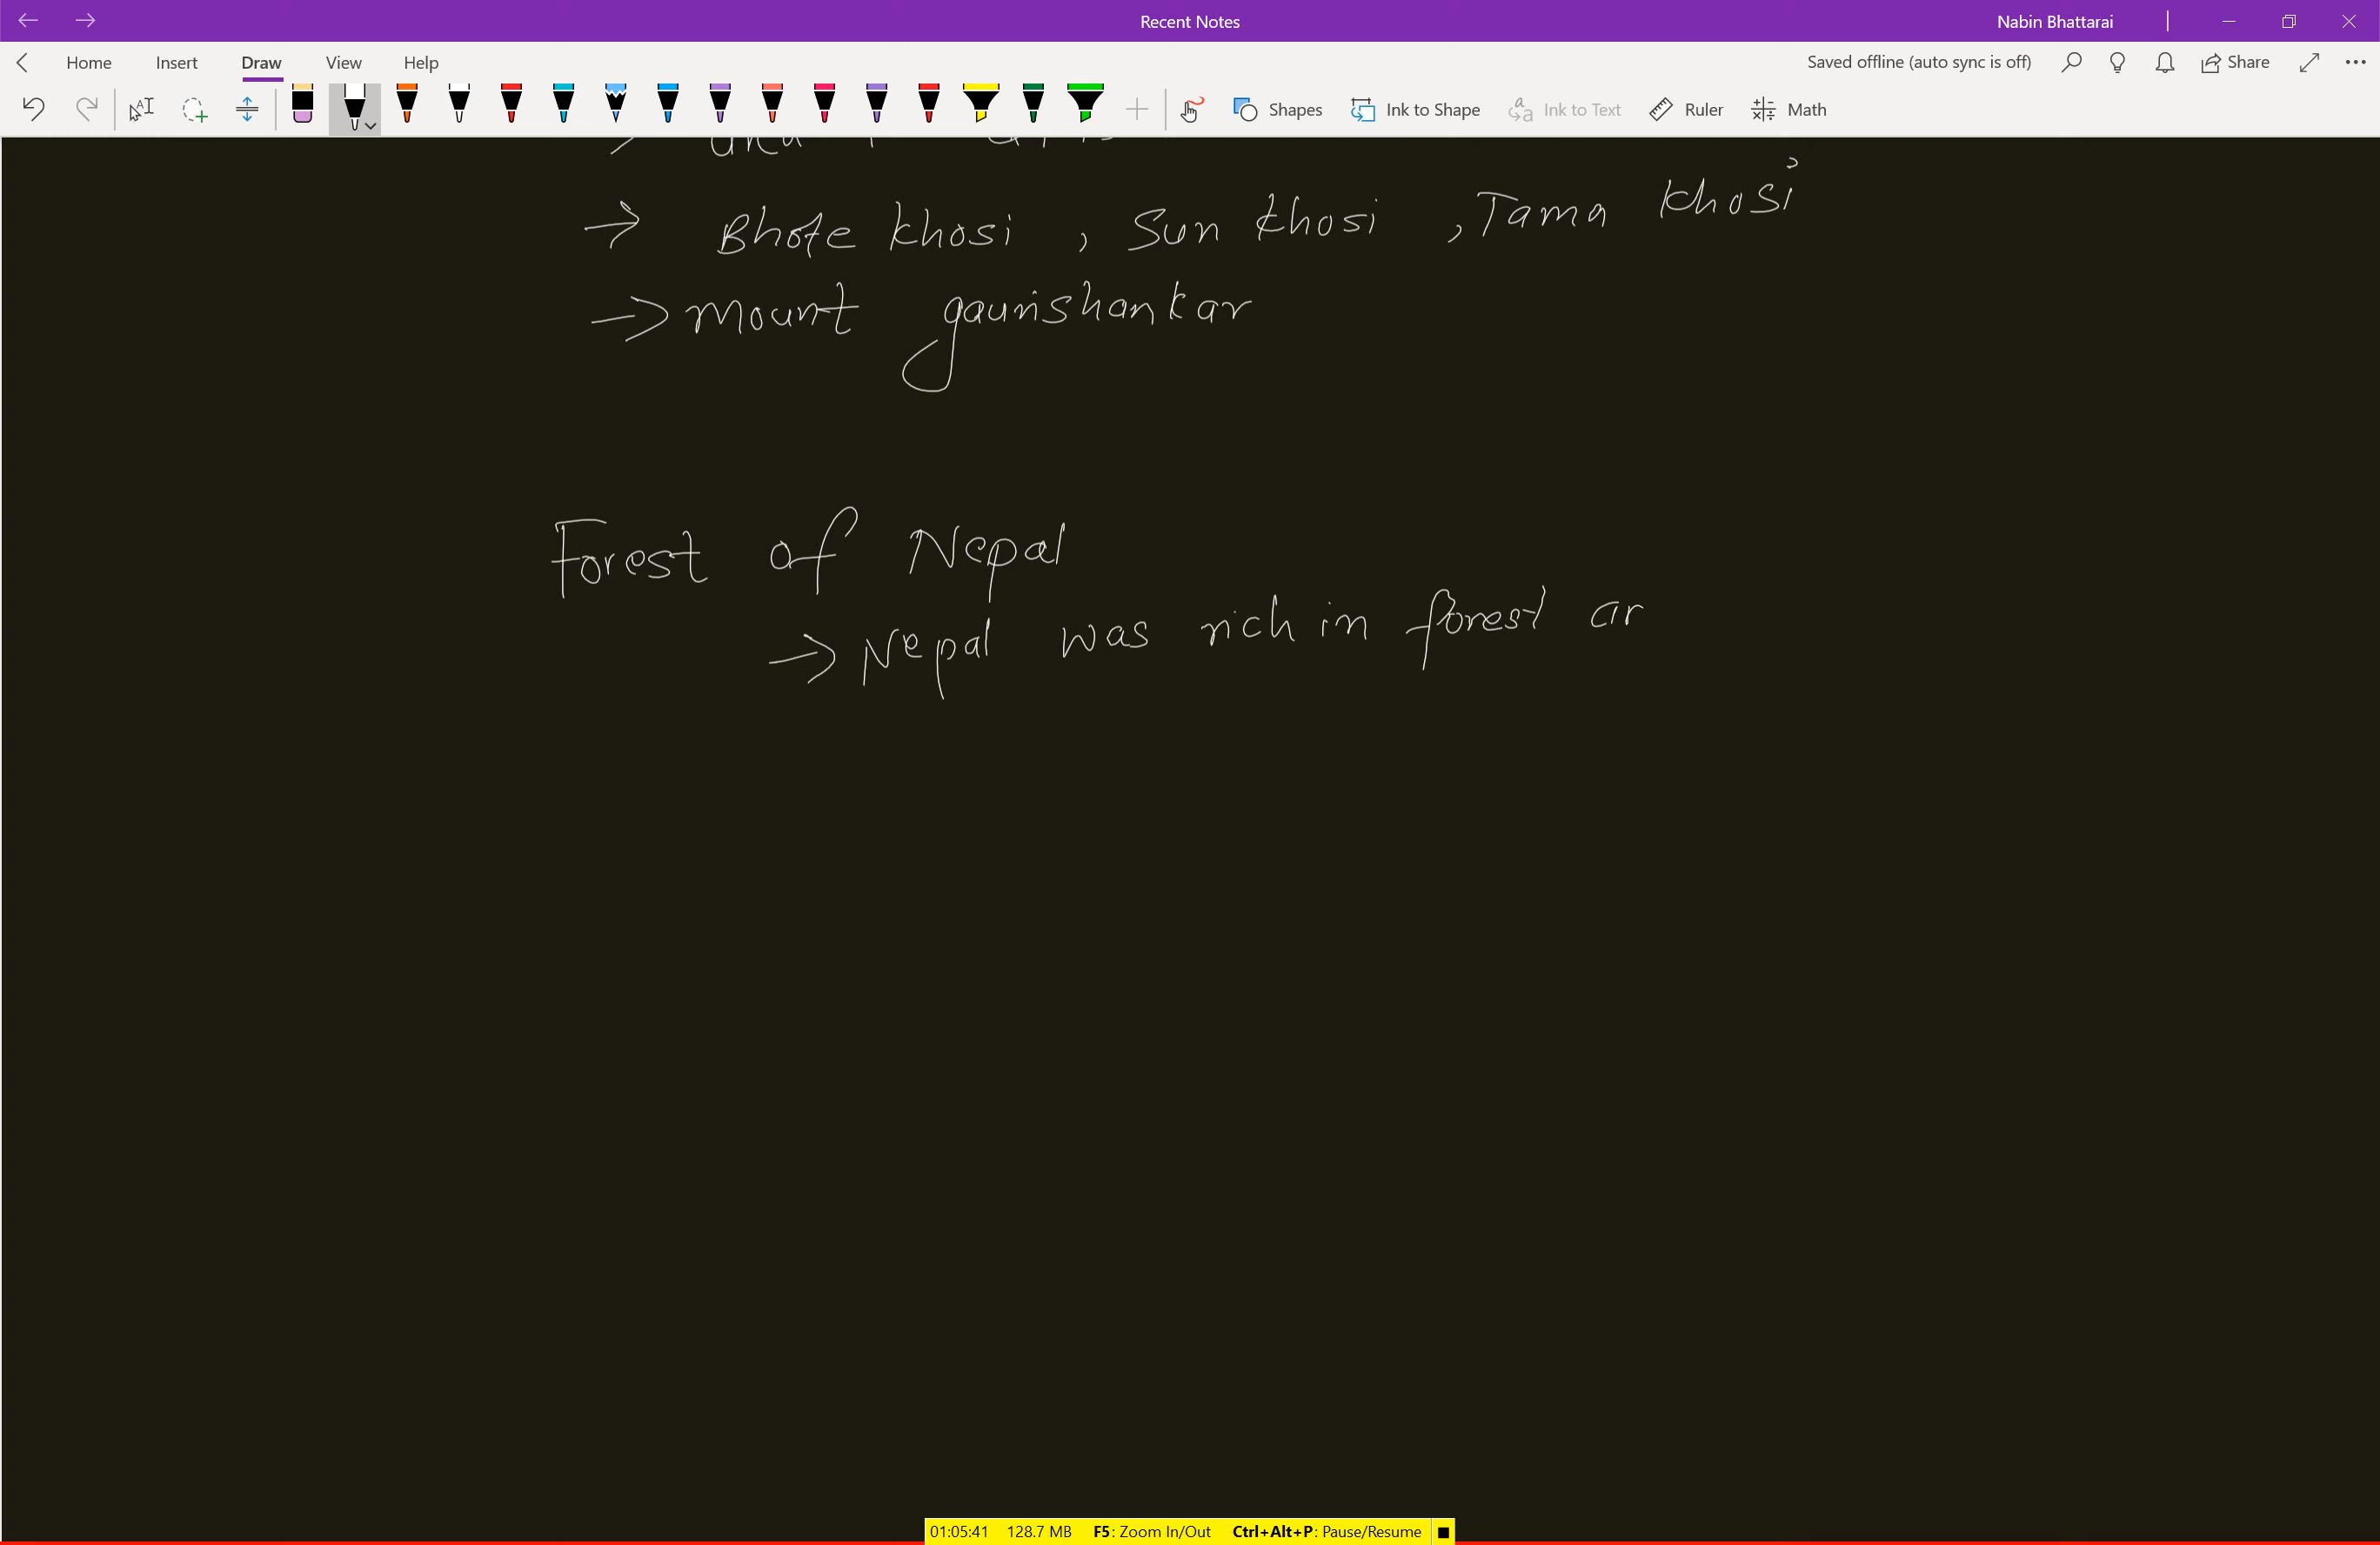 Recent Notes Nabin Bhattarai
Home Insert Draw View Help Saved offline (auto sync is off) Share
Shapes Ink to Shape Ink to Text Ruler Math
→ Bhote khosi , Sun khosi , Tama khosi
→ mount gaurishankar
Forest of Nepal
→ Nepal was rich in forest ar
01:05:41 128.7 MB F5: Zoom In/Out Ctrl+Alt+P: Pause/Resume